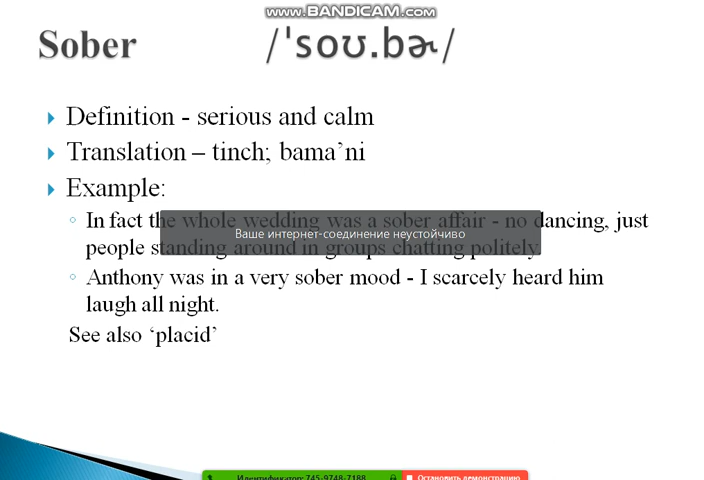 www.BANDICAM.com
Sober /ˈsoʊ.bɚ/
Definition - serious and calm
Translation – tinch; bama’ni
Example:
In fact the whole wedding was a sober affair - no dancing, just
Ваше интернет-соединение неустойчиво
people standing around in groups chatting politely.
Anthony was in a very sober mood - I scarcely heard him
laugh all night.
See also ‘placid’
Идентификатор: 745-9748-7188 Остановить демонстрацию